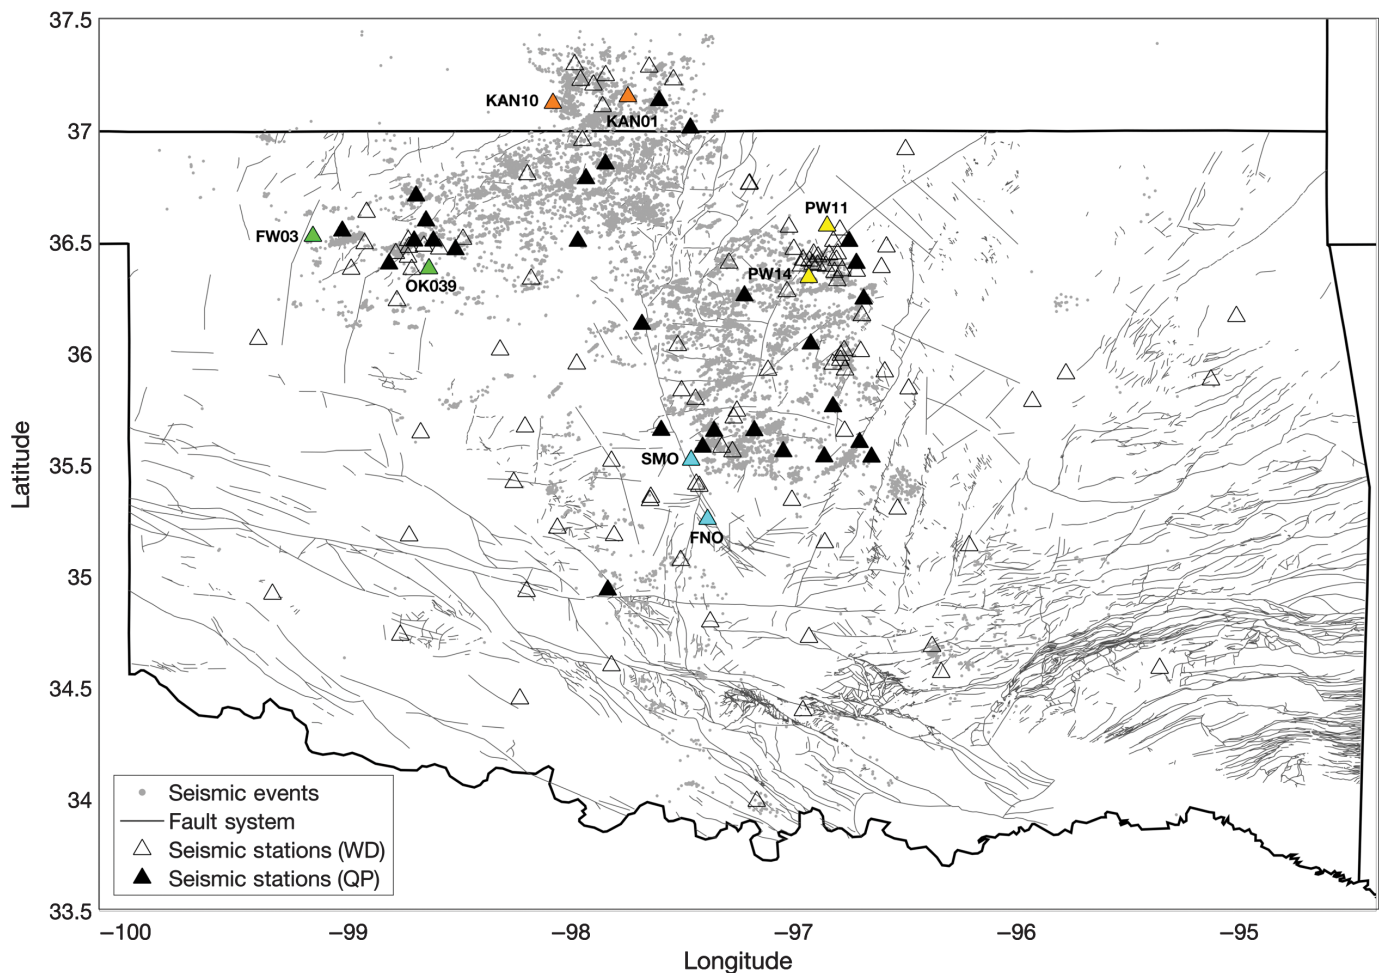 37.5
37
36.5
36
35.5
35
34.5
34
33.5
Latitude
KAN10
KAN01
FW03
OK039
PW11
PW14
SMO
FNO
Seismic events
Fault system
Seismic stations (WD)
Seismic stations (QP)
−100
−99
−98
−97
−96
−95
Longitude